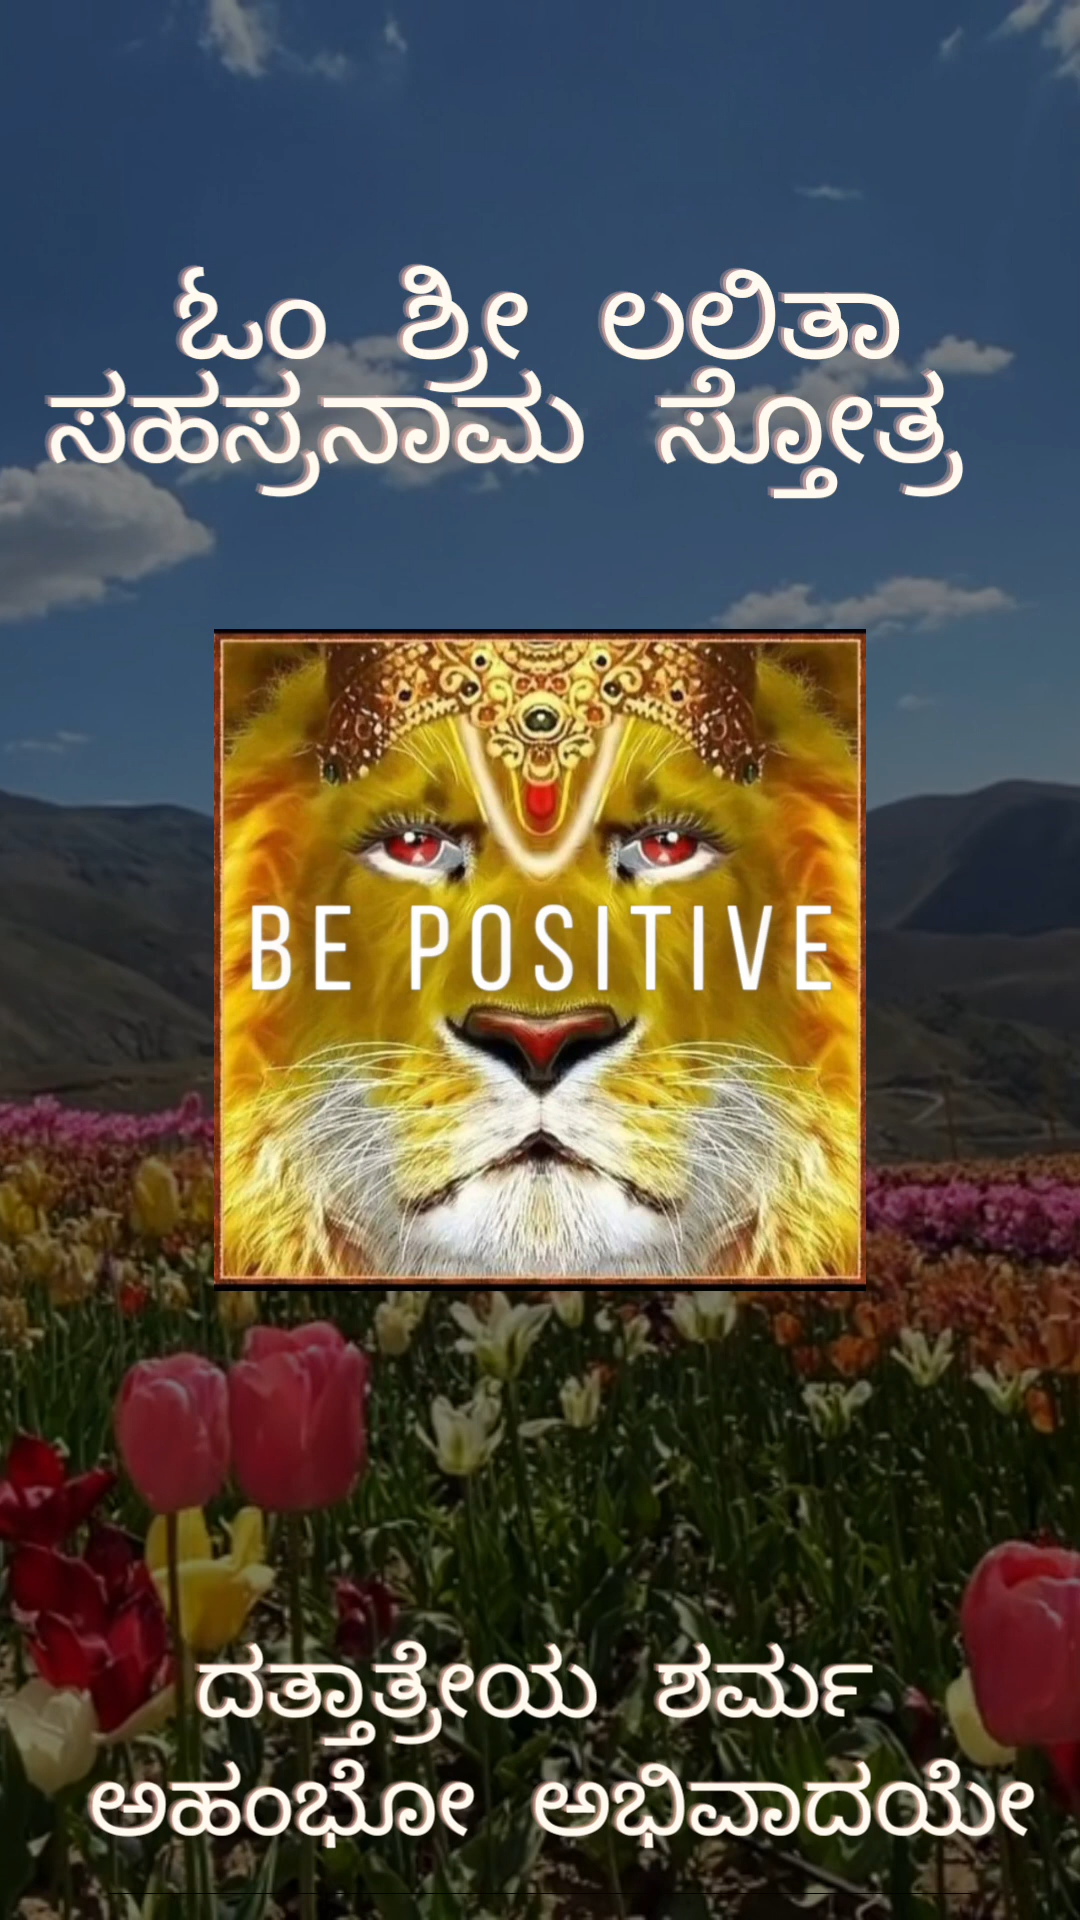 ಓಂ ಶ್ರೀ ಲಲಿತಾ
ಸಹಸ್ರನಾಮ ಸ್ತೋತ್ರ
BE POSITIVE
ದತ್ತಾತ್ರೇಯ ಶರ್ಮ
ಅಹಂಭೋ ಅಭಿವಾದಯೇ